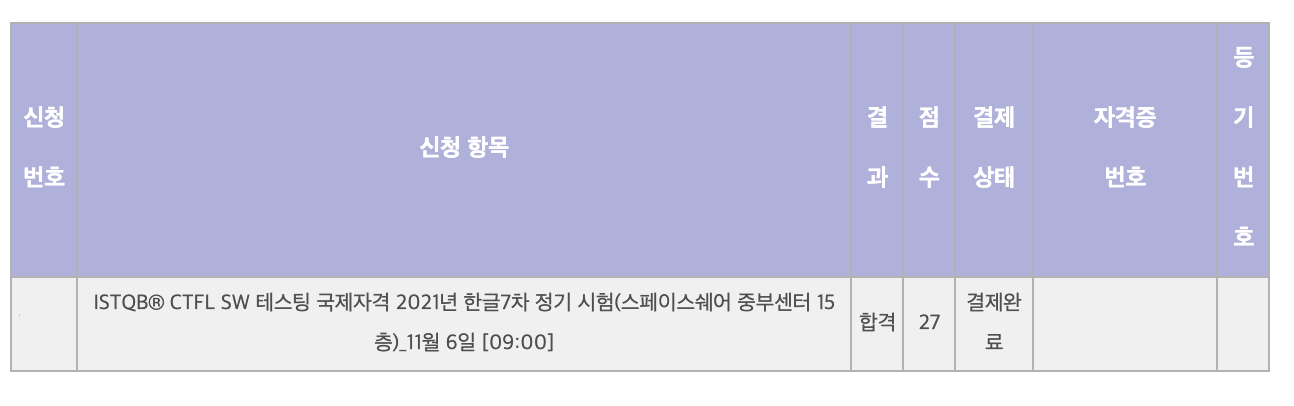 신청
번호
신청 항목
결
과
점
수
결제
상태
자격증
번호
등
기
번
호
ISTQB® CTFL SW 테스팅 국제자격 2021년 한글7차 정기 시험(스페이스쉐어 중부센터 15
층)_11월 6일 [09:00]
합격
27
결제완
료